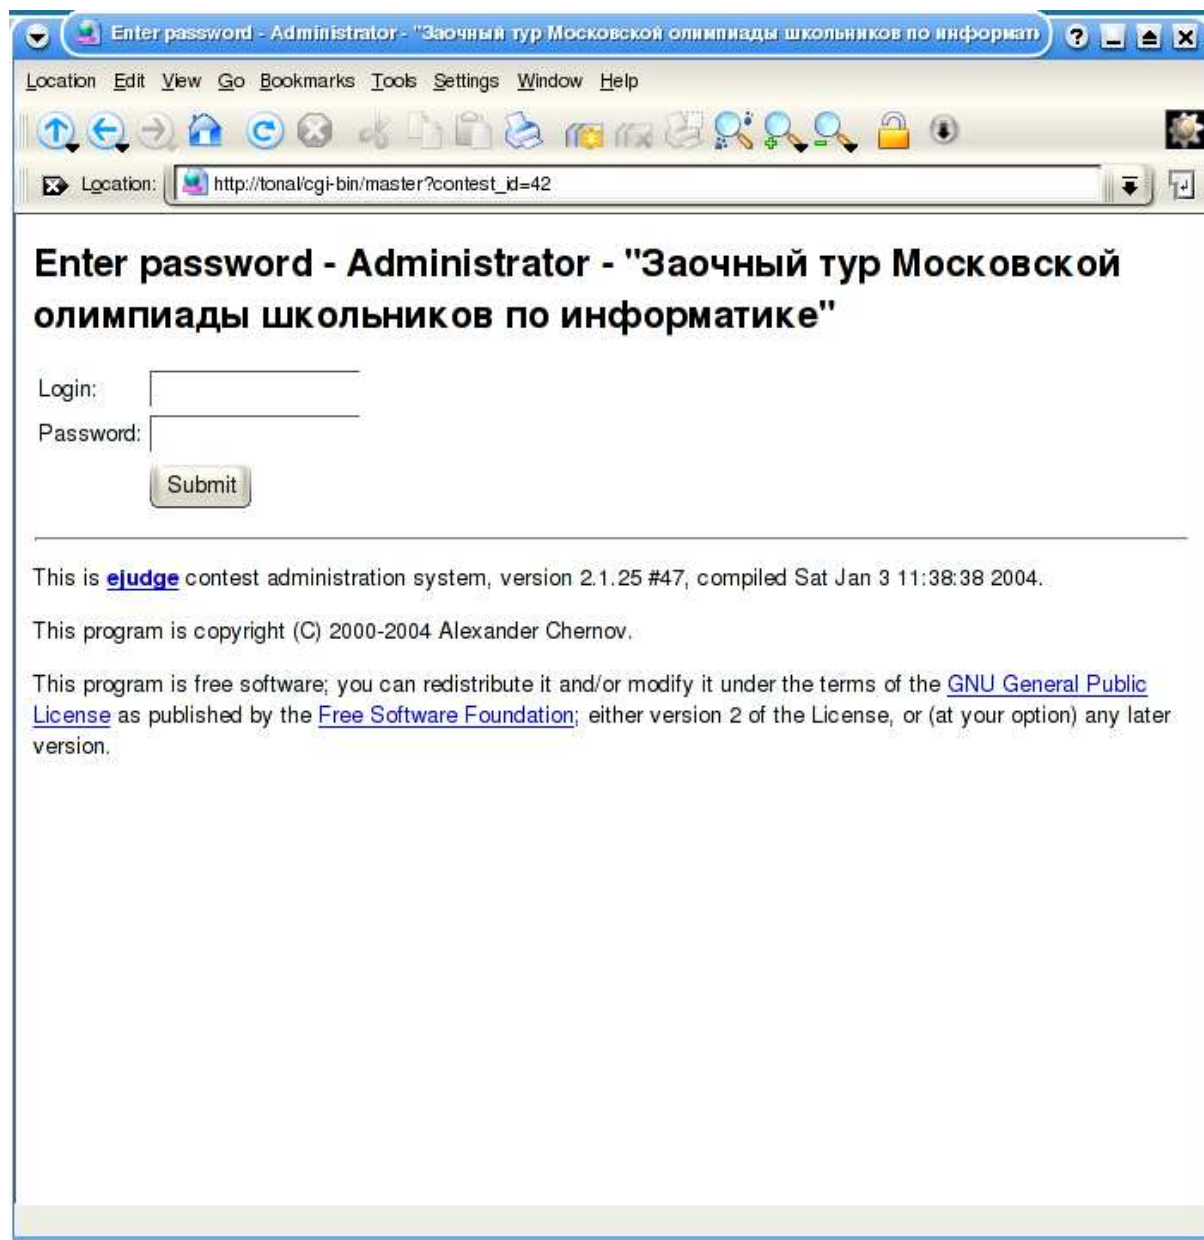 Enter password - Administrator - "Заочный тур Московской олимпиады школьников по информати
Location Edit View Go Bookmarks Tools Settings Window Help
Location: http://tonal/cgi-bin/master?contest_id=42
Enter password - Administrator - "Заочный тур Московской
олимпиады школьников по информатике"
Login:
Password:
Submit
This is ejudge contest administration system, version 2.1.25 #47, compiled Sat Jan 3 11:38:38 2004.
This program is copyright (C) 2000-2004 Alexander Chernov.
This program is free software; you can redistribute it and/or modify it under the terms of the GNU General Public
License as published by the Free Software Foundation; either version 2 of the License, or (at your option) any later
version.